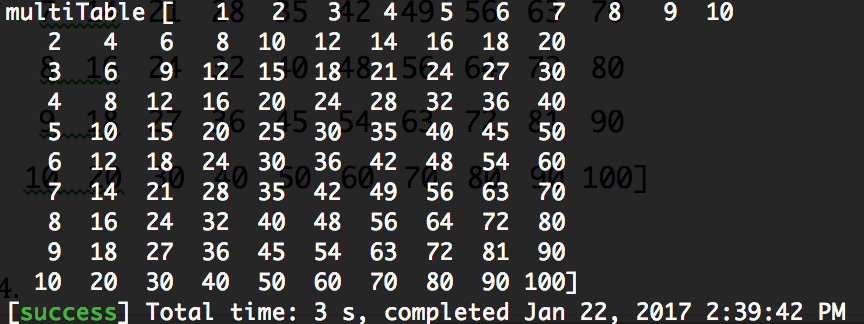 multiTable [   1   2   3   4   5   6   7   8   9  10
   2   4   6   8  10  12  14  16  18  20
   3   6   9  12  15  18  21  24  27  30
   4   8  12  16  20  24  28  32  36  40
   5  10  15  20  25  30  35  40  45  50
   6  12  18  24  30  36  42  48  54  60
   7  14  21  28  35  42  49  56  63  70
   8  16  24  32  40  48  56  64  72  80
   9  18  27  36  45  54  63  72  81  90
  10  20  30  40  50  60  70  80  90 100]
[success] Total time: 3 s, completed Jan 22, 2017 2:39:42 PM